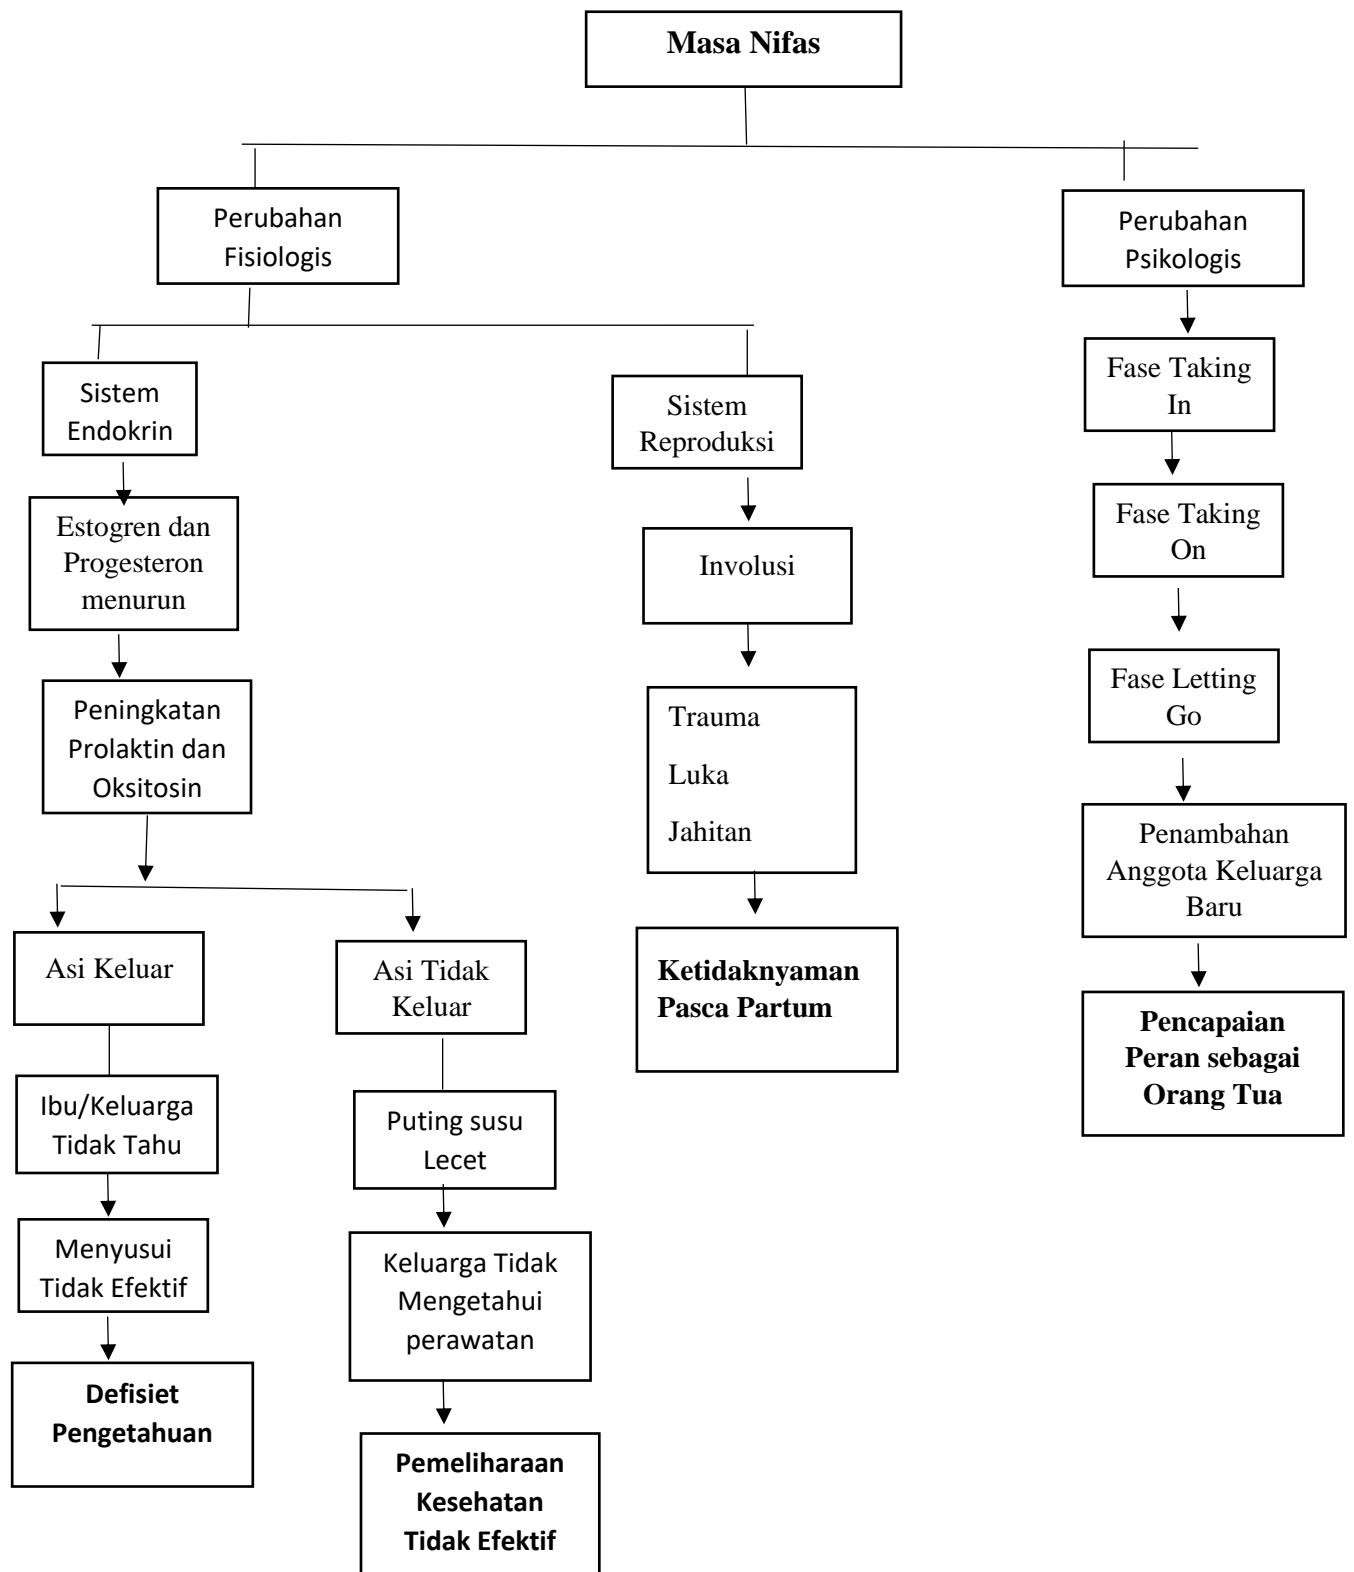 Masa Nifas
Perubahan
Fisiologis
Perubahan
Psikologis
Sistem
Endokrin
Sistem
Reproduksi
Fase Taking
In
Estogren dan
Progesteron
menurun
Involusi
Fase Taking
On
Peningkatan
Prolaktin dan
Oksitosin
Trauma
Luka
Jahitan
Fase Letting
Go
Penambahan
Anggota Keluarga
Baru
Asi Keluar
Asi Tidak
Keluar
Ketidaknyaman
Pasca Partum
Pencapaian
Peran sebagai
Orang Tua
Ibu/Keluarga
Tidak Tahu
Puting susu
Lecet
Menyusui
Tidak Efektif
Keluarga Tidak
Mengetahui
perawatan
Defisiet
Pengetahuan
Pemeliharaan
Kesehatan
Tidak Efektif